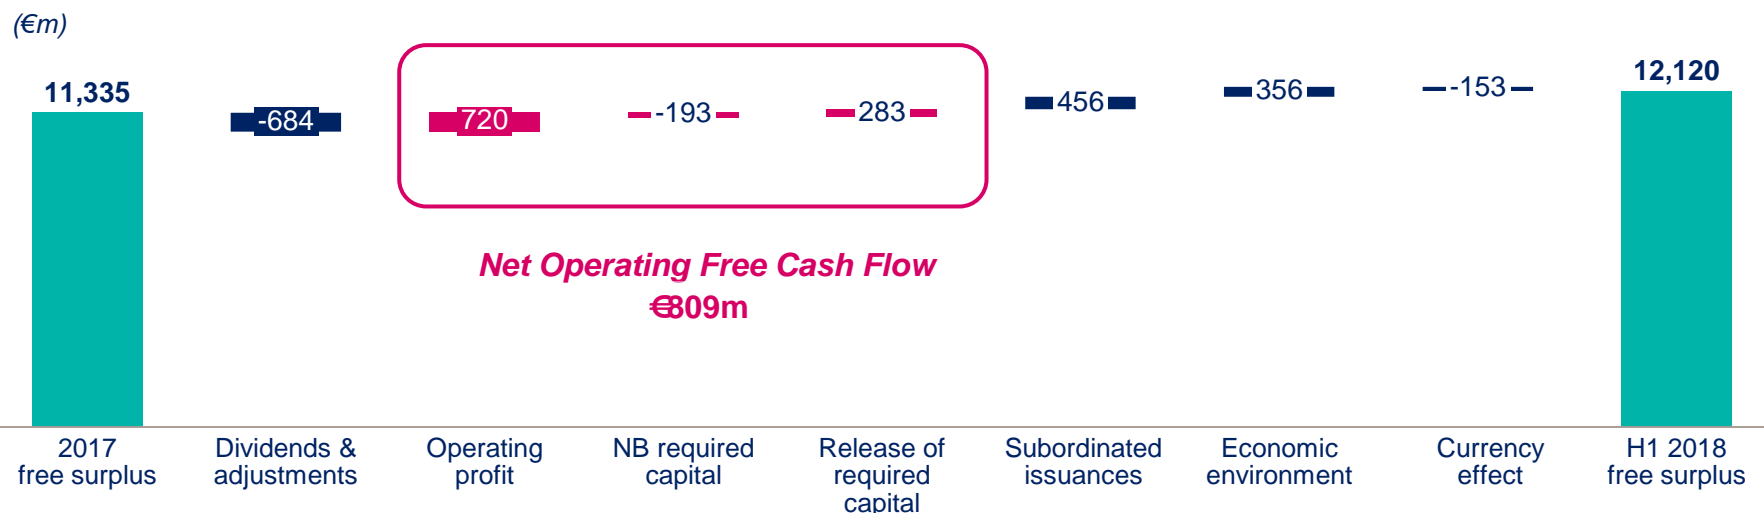 (€m)
11,335
-684
720
-193
283
456
356
-153
12,120
Net Operating Free Cash Flow
€809m
2017
free surplus
Dividends &
adjustments
Operating
profit
NB required
capital
Release of
required
capital
Subordinated
issuances
Economic
environment
Currency
effect
H1 2018
free surplus